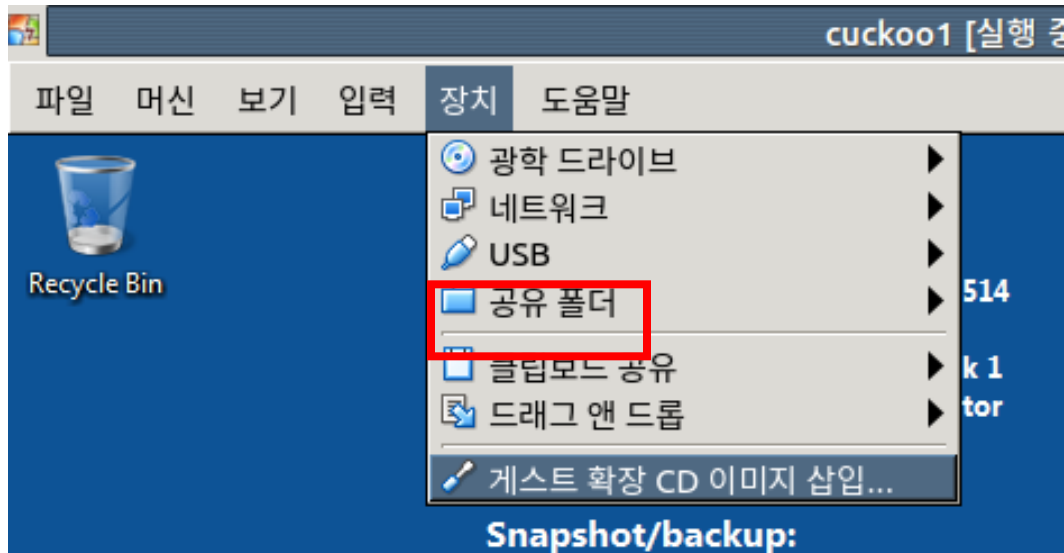 cuckoo1 [실행
파일 머신 보기 입력 장치 도움말
광학 드라이브
네트워크
USB
공유 폴더
514
클립보드 공유
k 1
드래그 앤 드롭
tor
게스트 확장 CD 이미지 삽입...
Recycle Bin
Snapshot/backup: